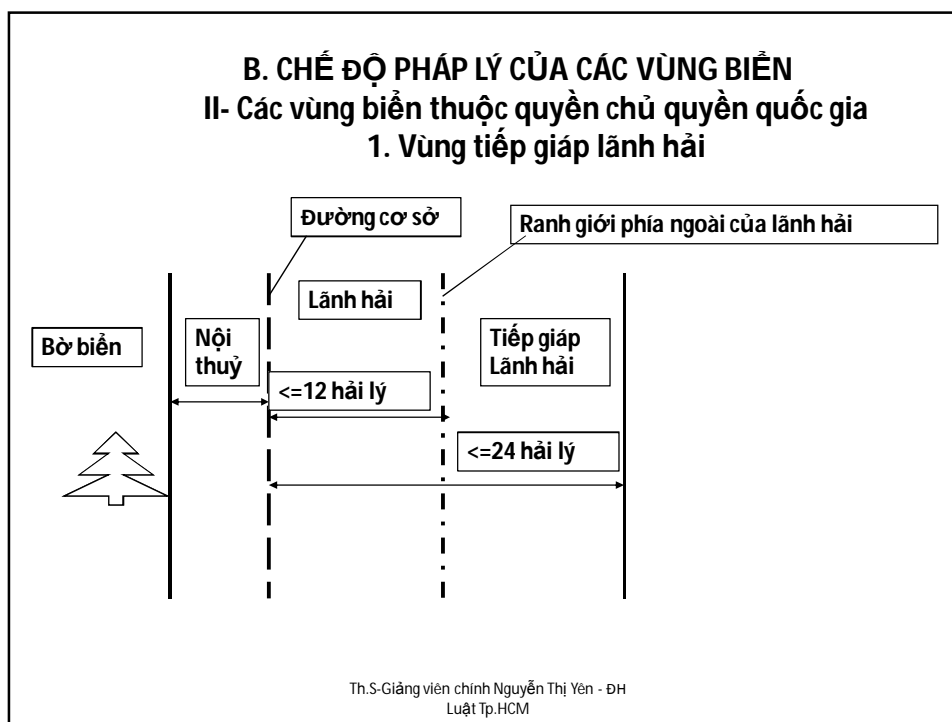 B. CHẾ ĐỘ PHÁP LÝ CỦA CÁC VÙNG BIỂN
II- Các vùng biển thuộc quyền chủ quyền quốc gia
1. Vùng tiếp giáp lãnh hải
Đường cơ sở
Ranh giới phía ngoài của lãnh hải
Lãnh hải
Bờ biển
Nội
thuỷ
Tiếp giáp
Lãnh hải
<=12 hải lý
<=24 hải lý
Th.S-Giảng viên chính Nguyễn Thị Yên - ĐH
Luật Tp.HCM